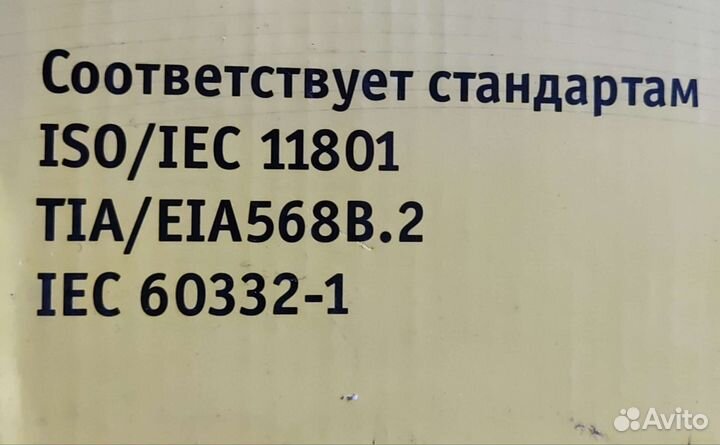 Соответствует стандартам
ISO/IEC 11801
TIA/EIA568B.2
IEC 60332-1
Avito